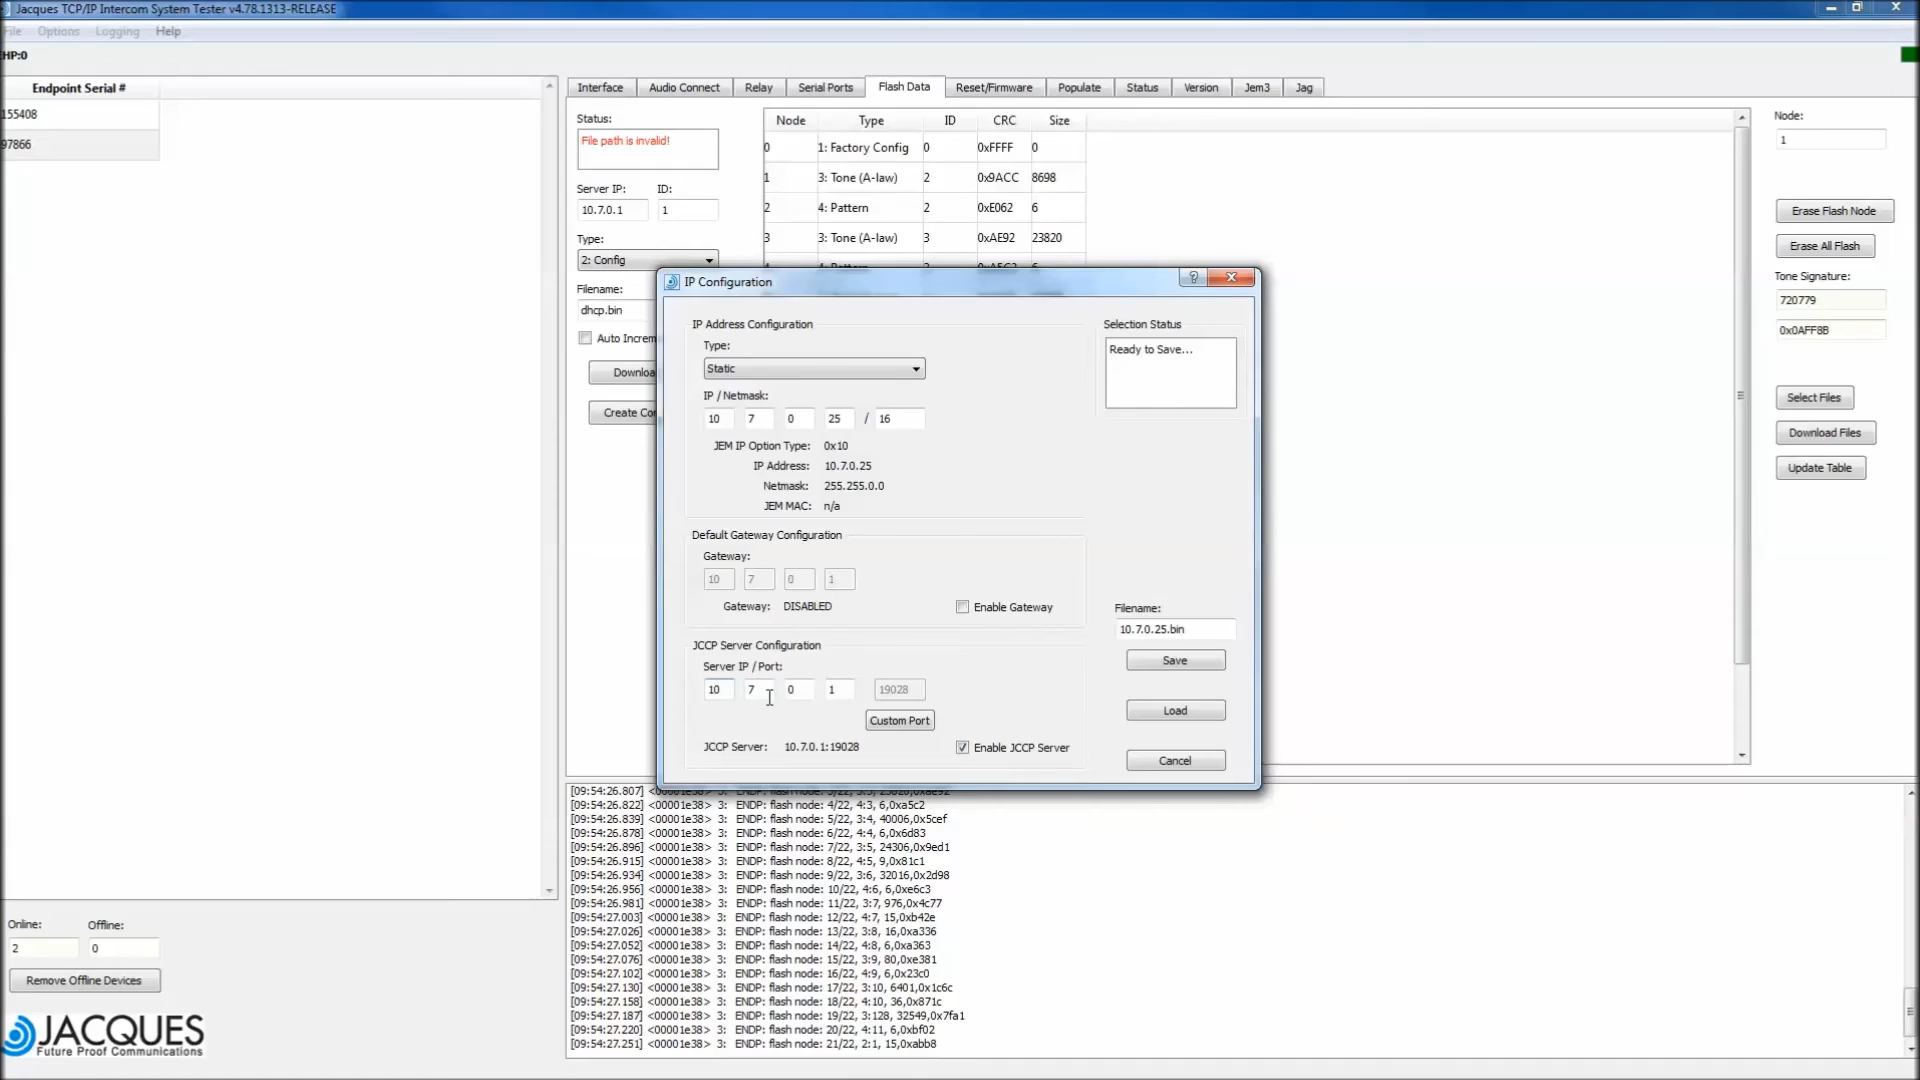 Jacques TCP/IP Intercom System Tester v4.78.1313-RELEASE
File Options Logging Help
EHP:0
Endpoint Serial #
155408
97866
Interface Audio Connect Relay Serial Ports Flash Data Reset/Firmware Populate Status Version Jem3 Jag
Status:
File path is invalid!
Server IP: ID:
10.7.0.1 1
Type:
2: Config
Filename:
dhcp.bin
Auto Increm
Downloa
Create Co
Node Type ID CRC Size
0 1: Factory Config 0 0xFFFF 0
1 3: Tone (A-law) 2 0x9ACC 8698
2 4: Pattern 2 0xE062 6
3 3: Tone (A-law) 3 0xAE92 23820
Node:
1
Erase Flash Node
Erase All Flash
Tone Signature:
720779
0x0AFF8B
Select Files
Download Files
Update Table
IP Configuration
IP Address Configuration
Type:
Static
IP / Netmask:
10 7 0 25 / 16
JEM IP Option Type: 0x10
IP Address: 10.7.0.25
Netmask: 255.255.0.0
JEM MAC: n/a
Default Gateway Configuration
Gateway:
10 7 0 1
Gateway: DISABLED
Enable Gateway
JCCP Server Configuration
Server IP / Port:
10 7 0 1 19028
Custom Port
JCCP Server: 10.7.0.1:19028
Enable JCCP Server
Selection Status
Ready to Save...
Filename:
10.7.0.25.bin
Save
Load
Cancel
[09:54:26.822] <00001e38> 3: ENDP: flash node: 4/22, 4:3, 6,0xa5c2
[09:54:26.839] <00001e38> 3: ENDP: flash node: 5/22, 3:4, 40006,0x5cef
[09:54:26.878] <00001e38> 3: ENDP: flash node: 6/22, 4:4, 6,0x6d83
[09:54:26.896] <00001e38> 3: ENDP: flash node: 7/22, 3:5, 24306,0x9ed1
[09:54:26.915] <00001e38> 3: ENDP: flash node: 8/22, 4:5, 9,0x81c1
[09:54:26.934] <00001e38> 3: ENDP: flash node: 9/22, 3:6, 32016,0x2d98
[09:54:26.956] <00001e38> 3: ENDP: flash node: 10/22, 4:6, 6,0xe6c3
[09:54:26.981] <00001e38> 3: ENDP: flash node: 11/22, 3:7, 976,0x4c77
[09:54:27.003] <00001e38> 3: ENDP: flash node: 12/22, 4:7, 15,0xb42e
[09:54:27.026] <00001e38> 3: ENDP: flash node: 13/22, 3:8, 16,0xa336
[09:54:27.052] <00001e38> 3: ENDP: flash node: 14/22, 4:8, 6,0xa363
[09:54:27.076] <00001e38> 3: ENDP: flash node: 15/22, 3:9, 80,0xe381
[09:54:27.102] <00001e38> 3: ENDP: flash node: 16/22, 4:9, 6,0x23c0
[09:54:27.130] <00001e38> 3: ENDP: flash node: 17/22, 3:10, 6401,0x1c6c
[09:54:27.158] <00001e38> 3: ENDP: flash node: 18/22, 4:10, 36,0x871c
[09:54:27.187] <00001e38> 3: ENDP: flash node: 19/22, 3:128, 32549,0x7fa1
[09:54:27.220] <00001e38> 3: ENDP: flash node: 20/22, 4:11, 6,0xbf02
[09:54:27.251] <00001e38> 3: ENDP: flash node: 21/22, 2:1, 15,0xabb8
Online: Offline:
2 0
Remove Offline Devices
JACQUES
Future Proof Communications